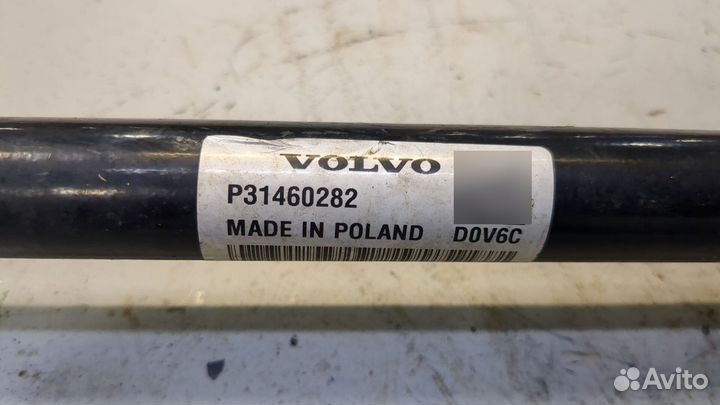 VOLVO
P31460282
MADE IN POLAND D0V6C
Avito